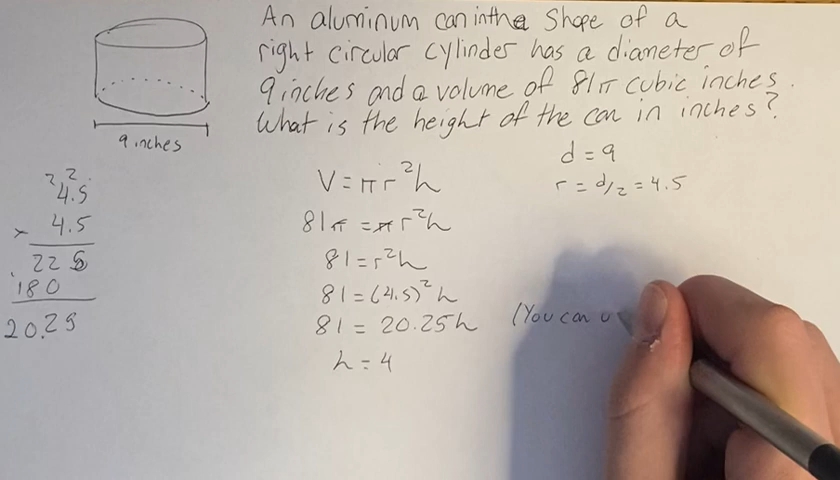 An aluminum can in the shape of a
right circular cylinder has a diameter of
9 inches and a volume of 81π cubic inches.
What is the height of the can in inches?
9 inches
d = 9
r = d/2 = 4.5
V = πr²h
81π = πr²h
81 = r²h
81 = (4.5)²h
81 = 20.25h
(You can u
h = 4
2 2
4.5
× 4.5
225
180
20.25